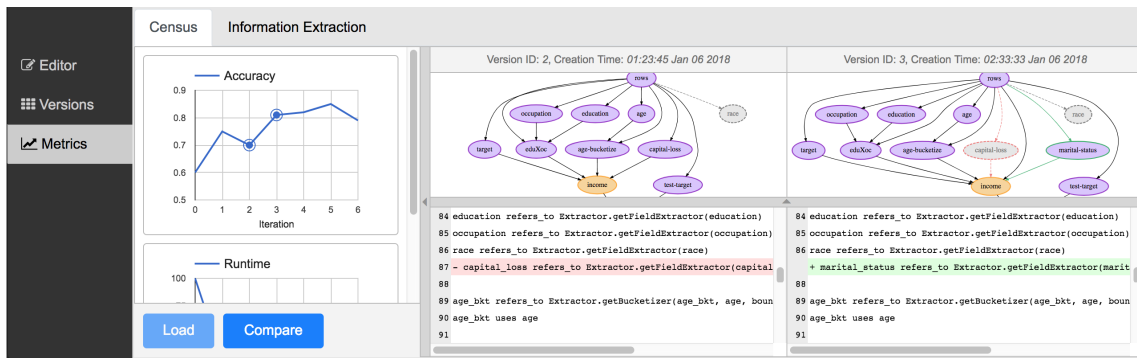 Census
Information Extraction
Editor
Versions
Metrics
Accuracy
0.9
0.8
0.7
0.6
0.5
0 1 2 3 4 5 6
Iteration
Runtime
100
Load
Compare
Version ID: 2, Creation Time: 01:23:45 Jan 06 2018
rows
occupation education age race
target eduXoc age-bucketize capital-loss
income test-target
84 education refers_to Extractor.getFieldExtractor(education)
85 occupation refers_to Extractor.getFieldExtractor(occupation)
86 race refers_to Extractor.getFieldExtractor(race)
87 - capital_loss refers_to Extractor.getFieldExtractor(capital
88
89 age_bkt refers_to Extractor.getBucketizer(age_bkt, age, boun
90 age_bkt uses age
91
Version ID: 3, Creation Time: 02:33:33 Jan 06 2018
rows
occupation education age race
target eduXoc age-bucketize capital-loss marital-status
income test-target
84 education refers_to Extractor.getFieldExtractor(education)
85 occupation refers_to Extractor.getFieldExtractor(occupation)
86 race refers_to Extractor.getFieldExtractor(race)
+ marital_status refers_to Extractor.getFieldExtractor(marit
88
89 age_bkt refers_to Extractor.getBucketizer(age_bkt, age, boun
90 age_bkt uses age
91